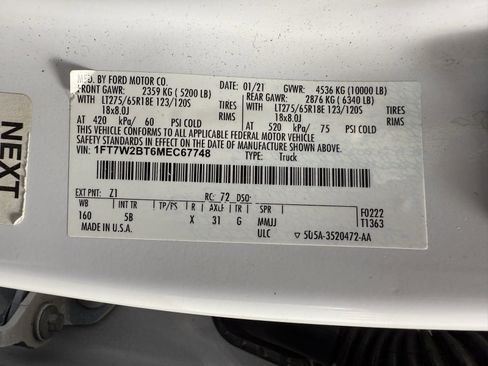 MFD. BY FORD MOTOR CO.
DATE: 01/21 GVWR: 4536 KG (10000 LB)
FRONT GAWR: 2359 KG ( 5200 LB) REAR GAWR: 2876 KG ( 6340 LB)
WITH LT275/65R18E 123/120S TIRES WITH LT275/65R18E 123/120S TIRES
18x8.0J RIMS 18x8.0J RIMS
AT 420 kPa/ 60 PSI COLD AT 520 kPa/ 75 PSI COLD
THIS VEHICLE CONFORMS TO ALL APPLICABLE FEDERAL MOTOR VEHICLE
SAFETY STANDARDS IN EFFECT ON THE DATE OF MANUFACTURE SHOWN ABOVE.
VIN: 1FT7W2BT6MEC67748 TYPE: Truck
EXT PNT: Z1 RC: 72 DSO:
WB INT TR TP/PS R AXLE TR SPR F0222
160 5B X 31 G MMJJ T1363
MADE IN U.S.A. ULC 5U5A-3520472-AA
NEXT